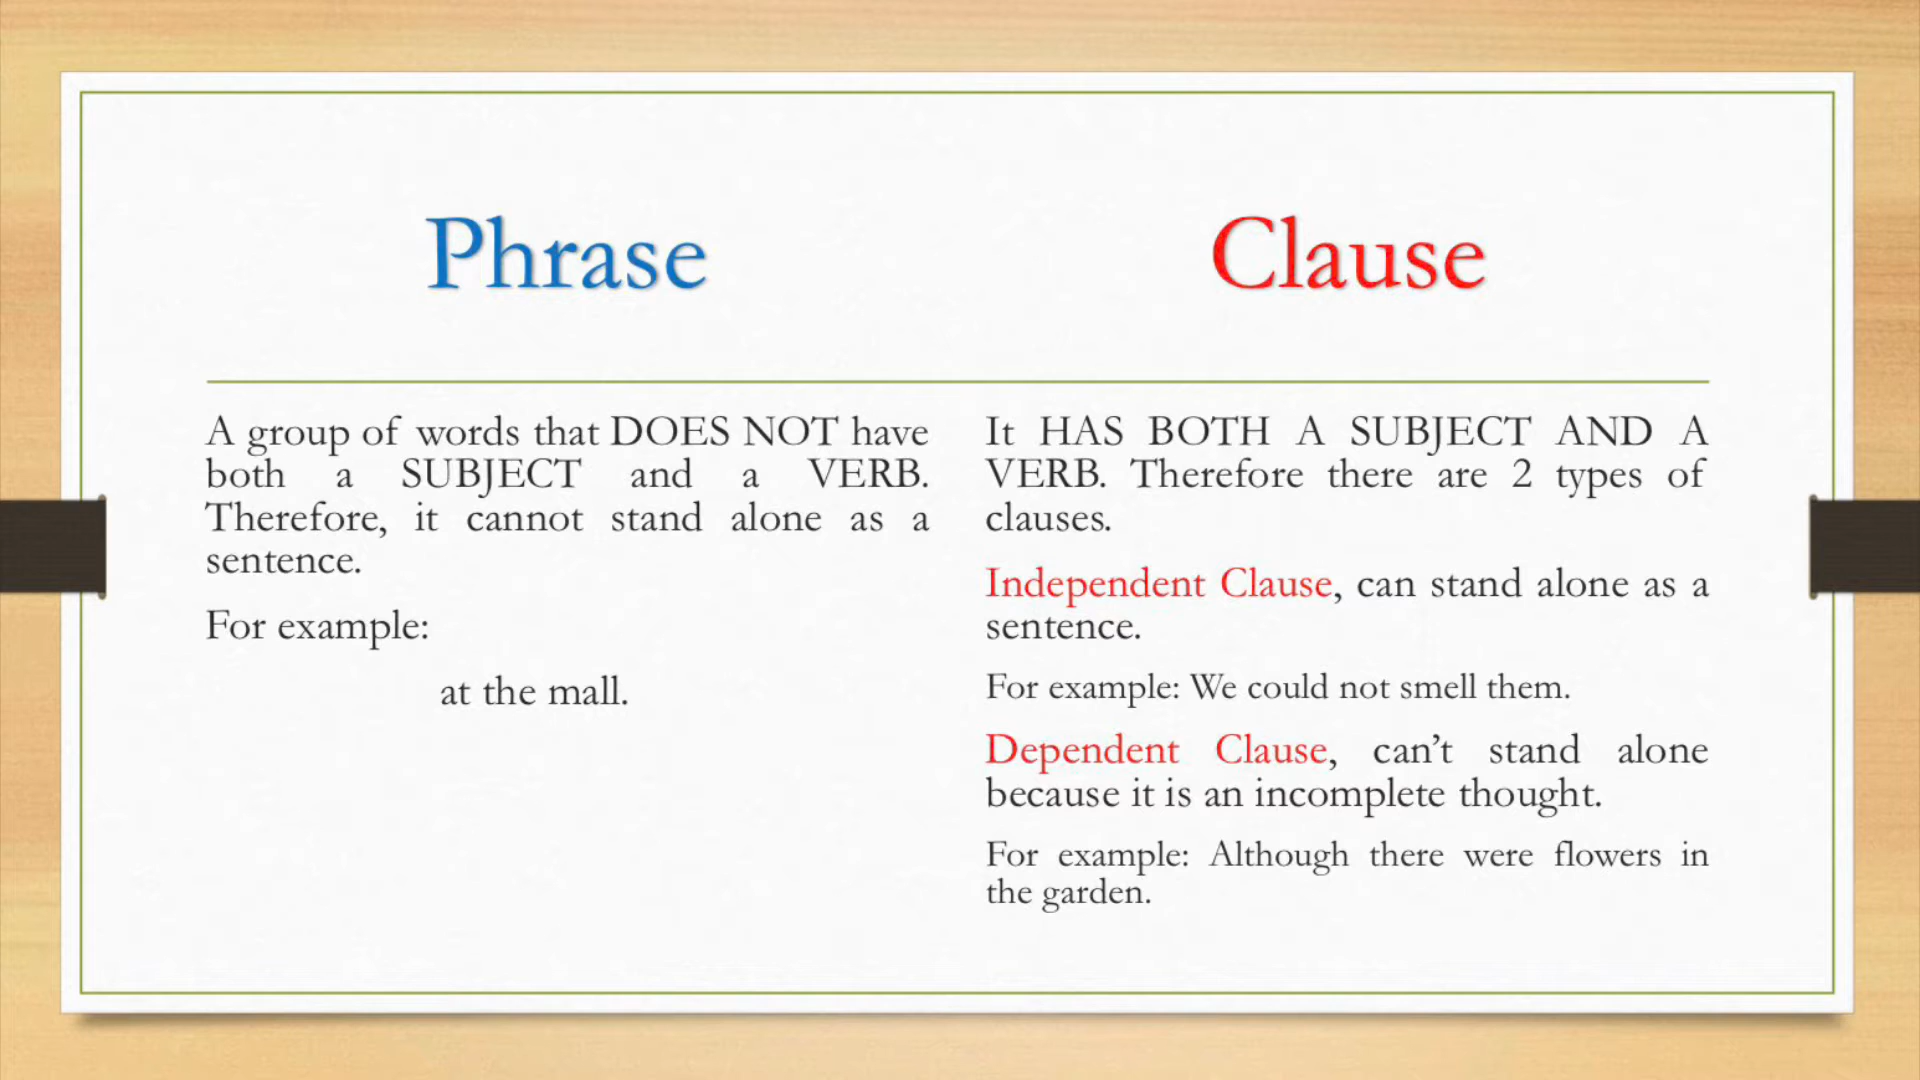 Phrase
A group of words that DOES NOT have
both a SUBJECT and a VERB.
Therefore, it cannot stand alone as a
sentence.
For example:
at the mall.
Clause
It HAS BOTH A SUBJECT AND A
VERB. Therefore there are 2 types of
clauses.
Independent Clause, can stand alone as a
sentence.
For example: We could not smell them.
Dependent Clause, can’t stand alone
because it is an incomplete thought.
For example: Although there were flowers in
the garden.